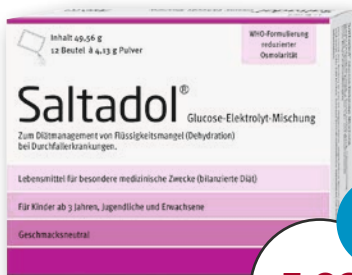 Inhalt 49,56 g
12 Beutel à 4,13 g Pulver
WHO-Formulierung
reduzierter
Osmolarität
Saltadol®
Glucose-Elektrolyt-Mischung
Zum Diätmanagement von Flüssigkeitsmangel (Dehydration)
bei Durchfallerkrankungen.
Lebensmittel für besondere medizinische Zwecke (bilanzierte Diät)
Für Kinder ab 3 Jahren, Jugendliche und Erwachsene
Geschmacksneutral